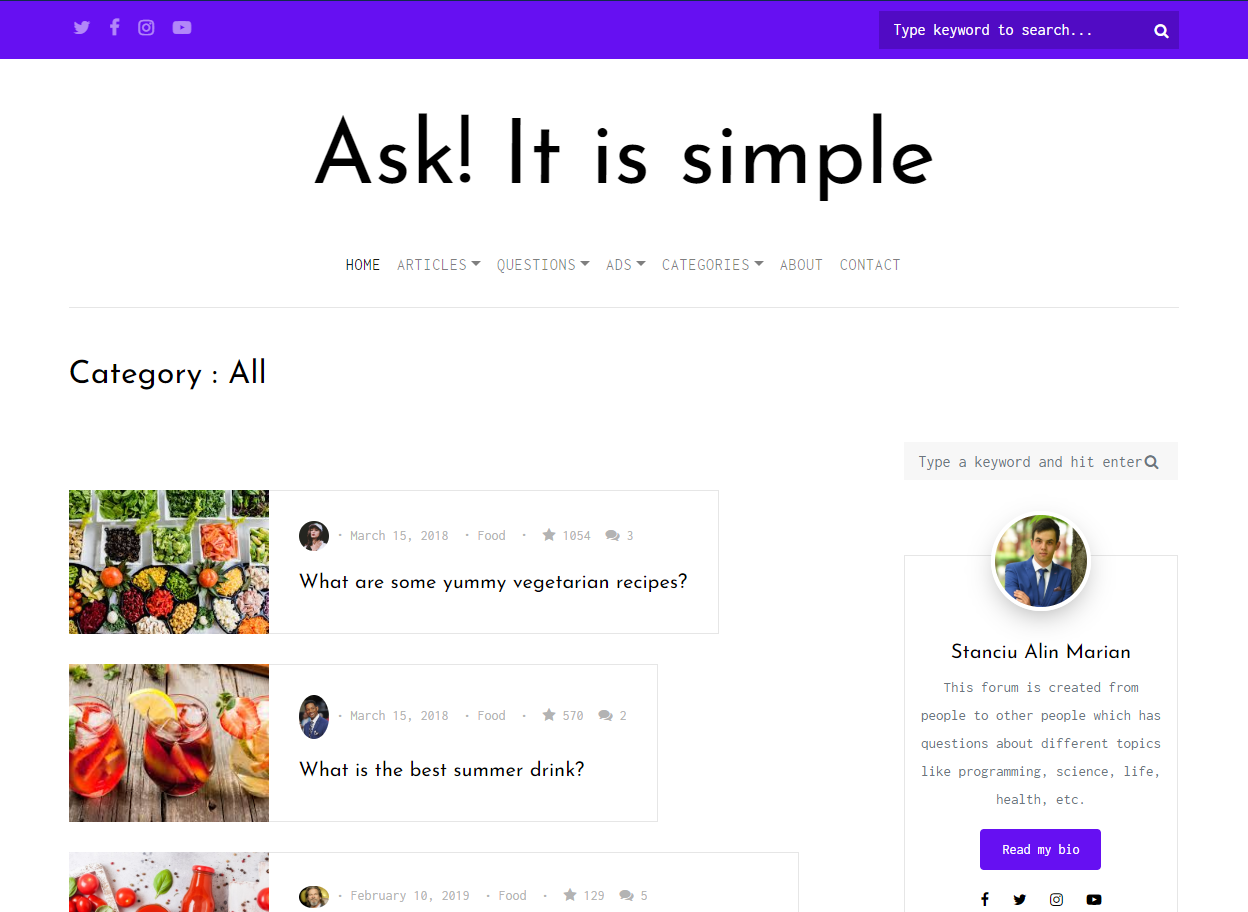 Type keyword to search...
Ask! It is simple
HOME ARTICLES QUESTIONS ADS CATEGORIES ABOUT CONTACT
Category : All
Type a keyword and hit enter
· March 15, 2018 · Food · 1054 3
What are some yummy vegetarian recipes?
· March 15, 2018 · Food · 570 2
What is the best summer drink?
· February 10, 2019 · Food · 129 5
Stanciu Alin Marian
This forum is created from
people to other people which has
questions about different topics
like programming, science, life,
health, etc.
Read my bio